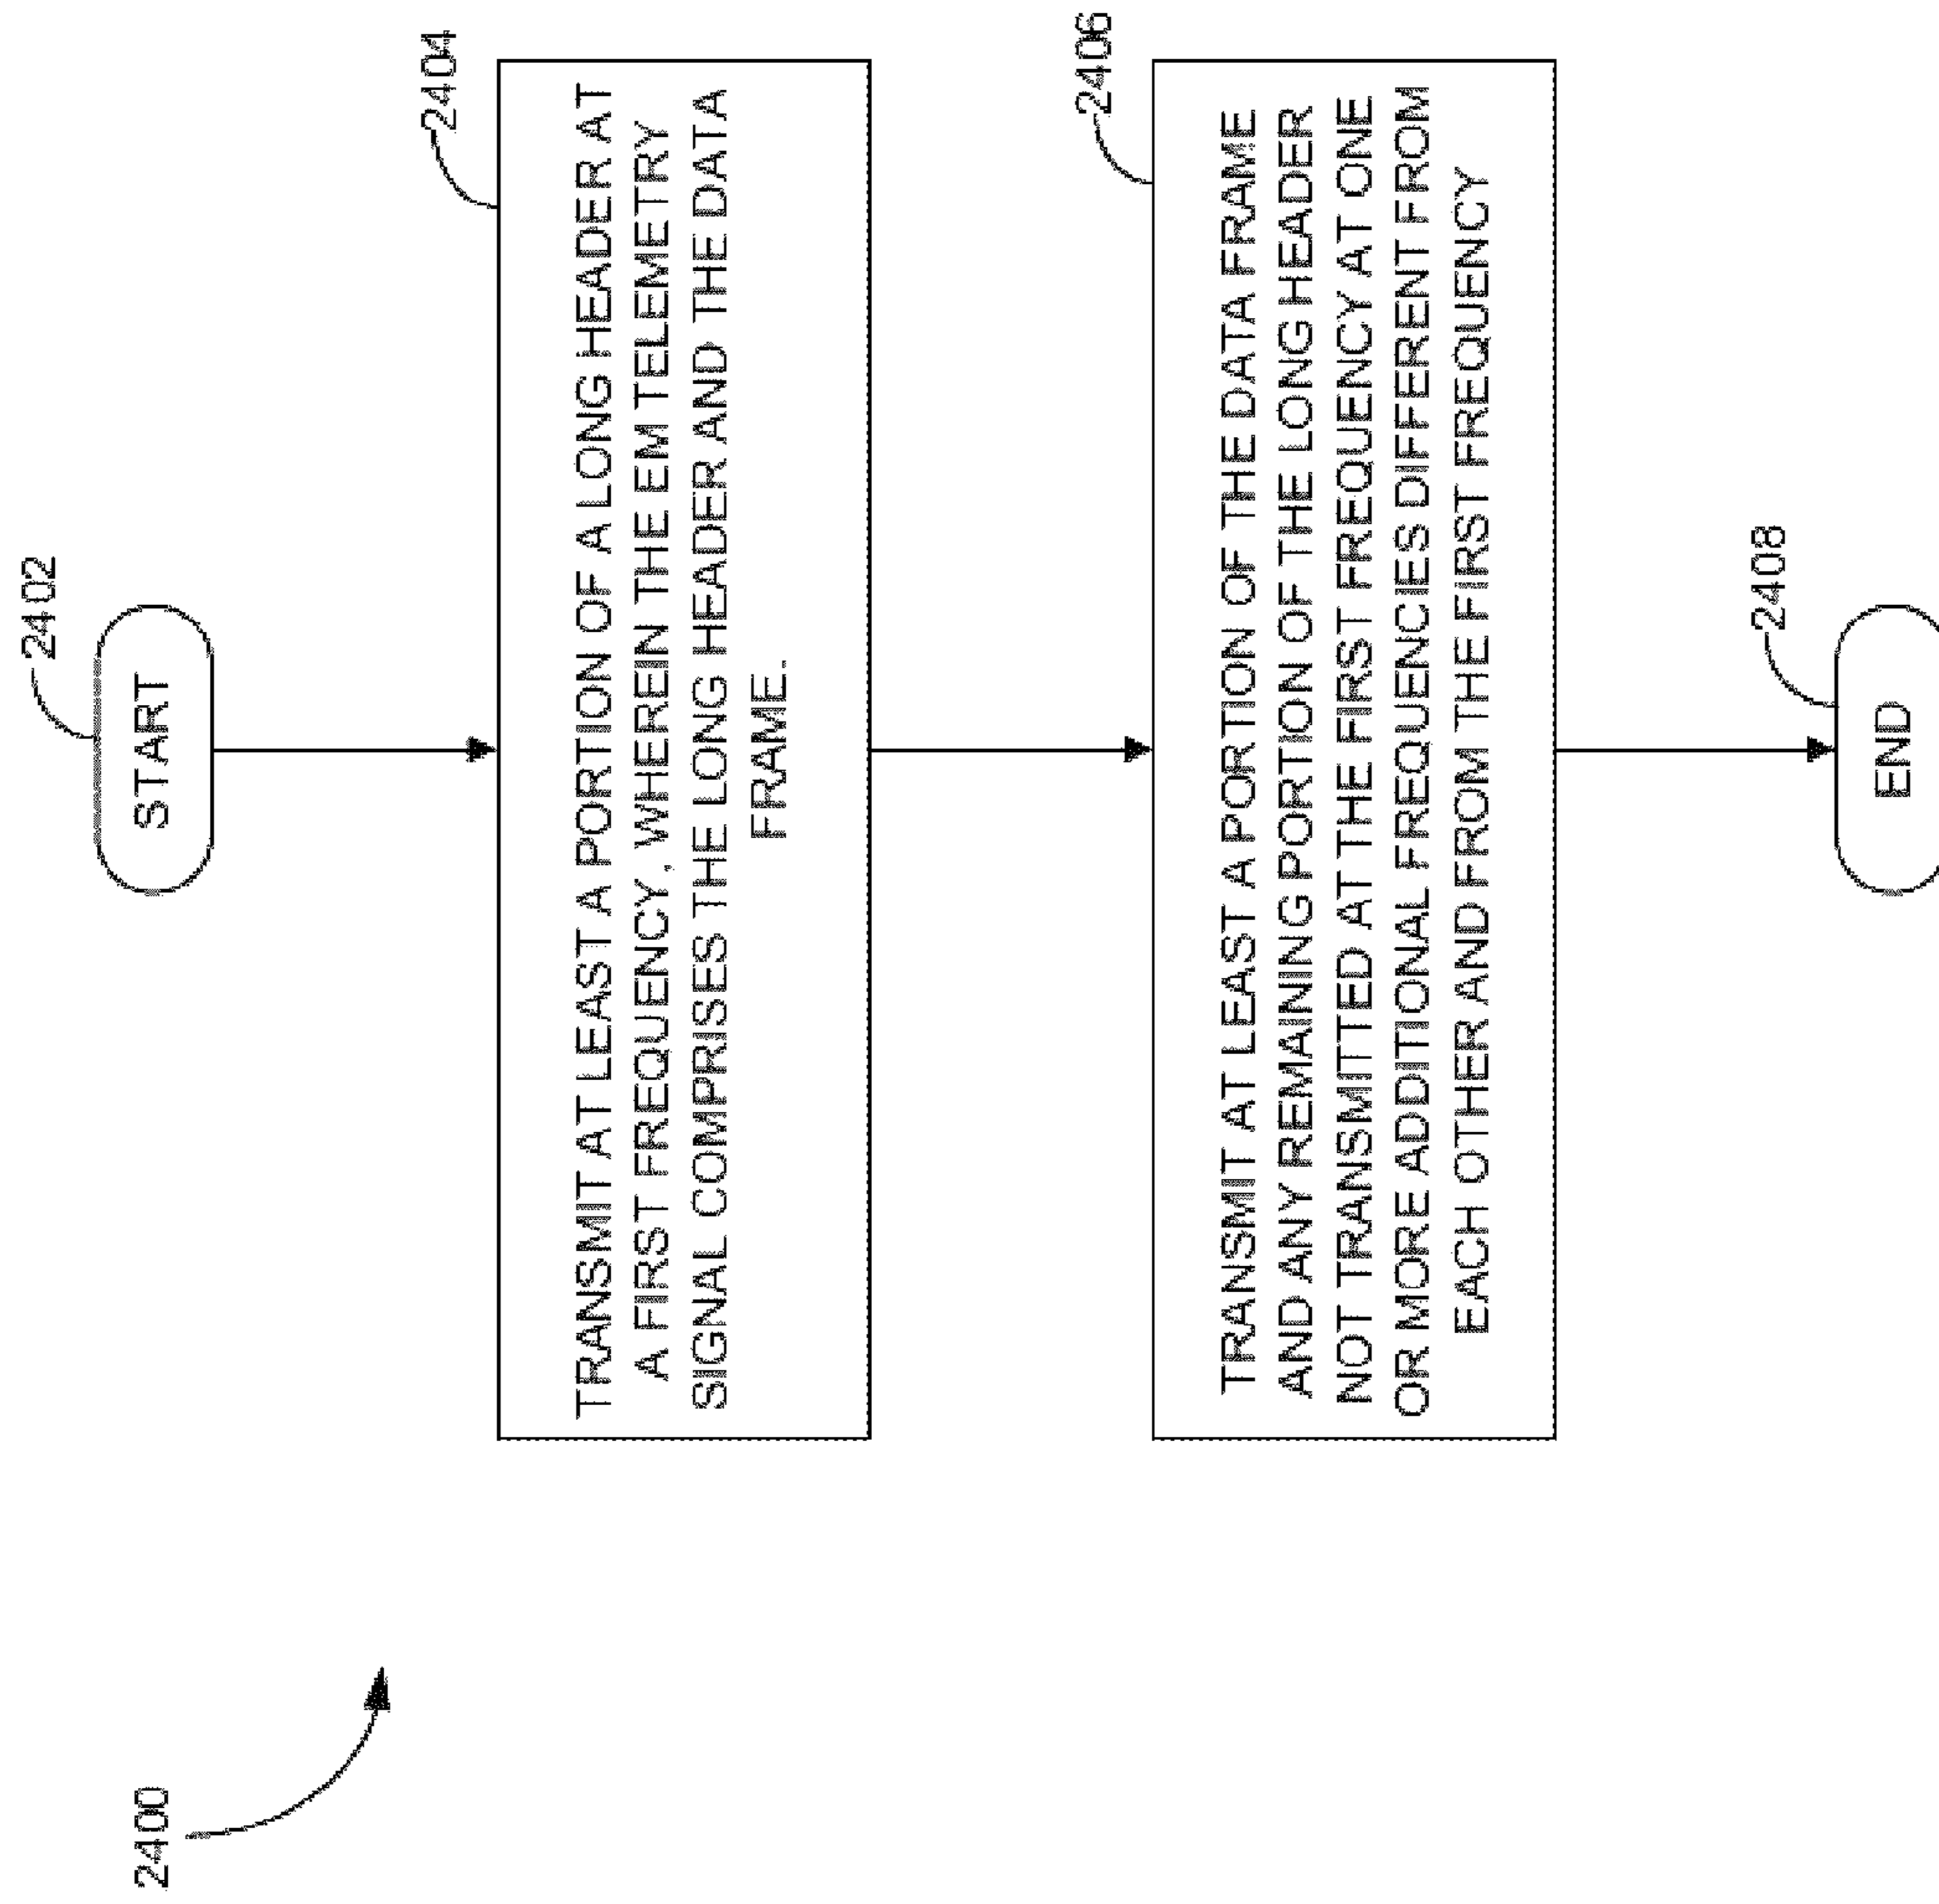 2400
2402
START
2404
TRANSMIT AT LEAST A PORTION OF A LONG HEADER AT
A FIRST FREQUENCY, WHEREIN THE EM TELEMETRY
SIGNAL COMPRISES THE LONG HEADER AND THE DATA
FRAME.
2406
TRANSMIT AT LEAST A PORTION OF THE DATA FRAME
AND ANY REMAINING PORTION OF THE LONG HEADER
NOT TRANSMITTED AT THE FIRST FREQUENCY AT ONE
OR MORE ADDITIONAL FREQUENCIES DIFFERENT FROM
EACH OTHER AND FROM THE FIRST FREQUENCY
2408
END